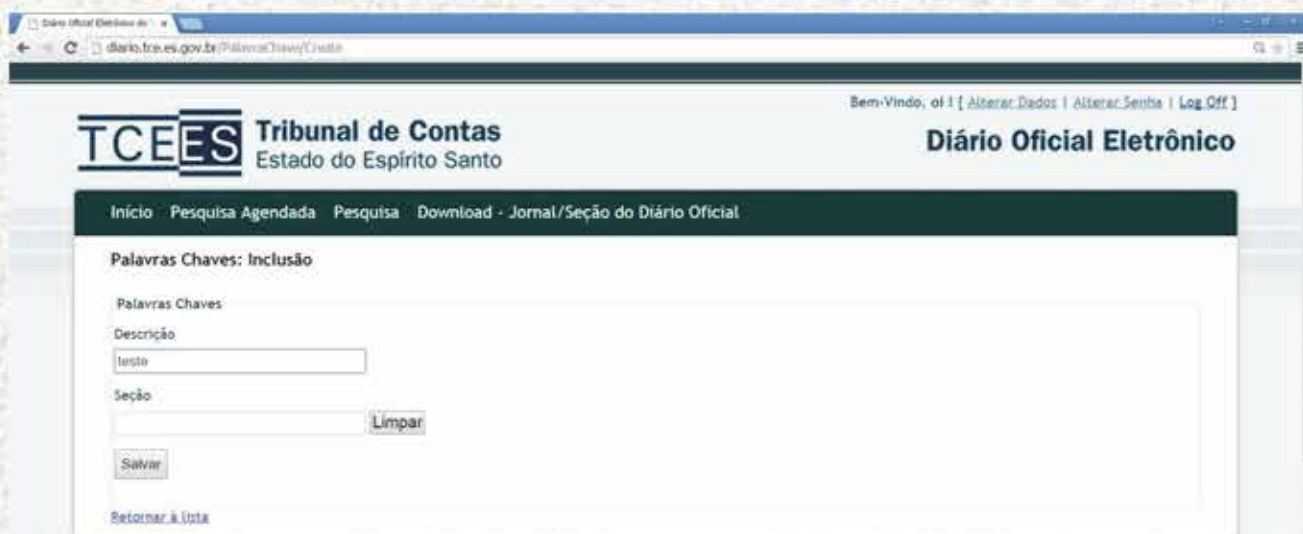 Diário Oficial Eletrônico do
diario.tce.es.gov.br/PalavraChave/Create
Bem-Vindo, oi ! [ Alterar Dados | Alterar Senha | Log Off ]
TCEES Tribunal de Contas
Estado do Espírito Santo
Diário Oficial Eletrônico
Início Pesquisa Agendada Pesquisa Download - Jornal/Seção do Diário Oficial
Palavras Chaves: Inclusão
Palavras Chaves
Descrição
teste
Seção
Limpar
Salvar
Retornar à lista